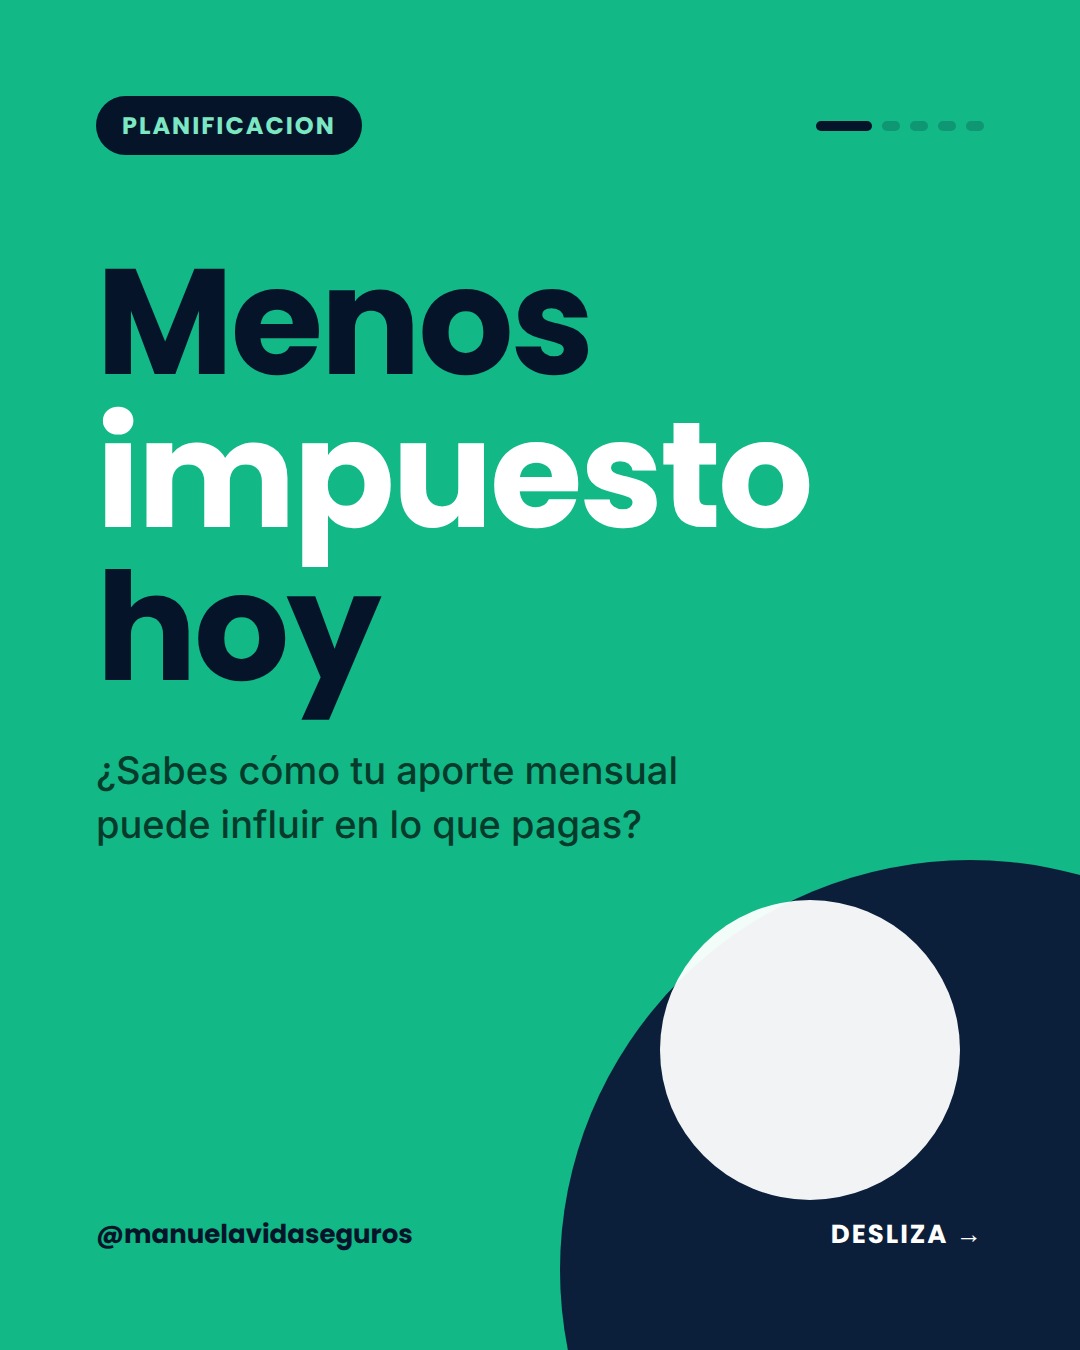 PLANIFICACION
Menos
impuesto
hoy
¿Sabes cómo tu aporte mensual
puede influir en lo que pagas?
@manuelavidaseguros
DESLIZA →